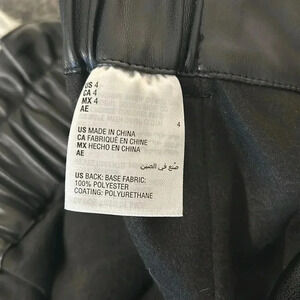 US 4
CA 4
MX 4
AE
4
US MADE IN CHINA
CA FABRIQUÉ EN CHINE
MX HECHO EN CHINA
AE
صنع في الصين
US BACK: BASE FABRIC:
100% POLYESTER
COATING: POLYURETHANE